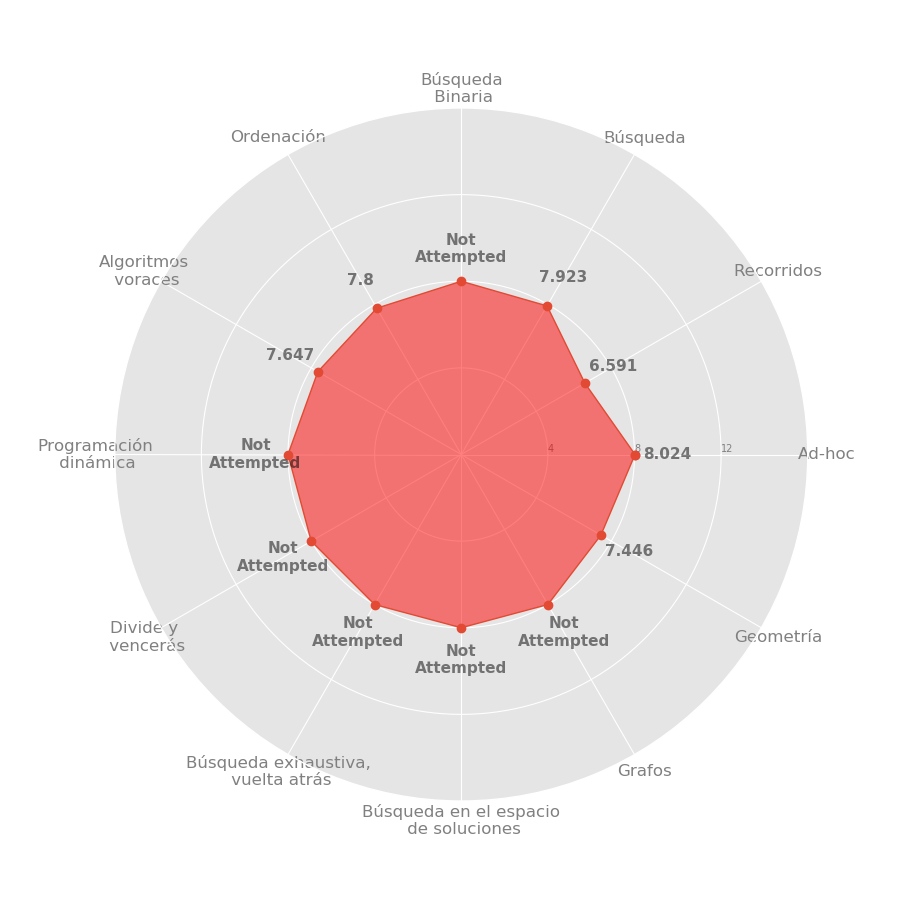 Búsqueda
Binaria
Ordenación
Búsqueda
Not
Attempted
Algoritmos
voraces
7.8
7.923
Recorridos
7.647
6.591
Programación
dinámica
Not
Attempted
4
8
12
8.024
Ad-hoc
Not
Attempted
7.446
Divide y
vencerás
Not
Attempted
Not
Attempted
Not
Attempted
Geometría
Búsqueda exhaustiva,
vuelta atrás
Grafos
Búsqueda en el espacio
de soluciones